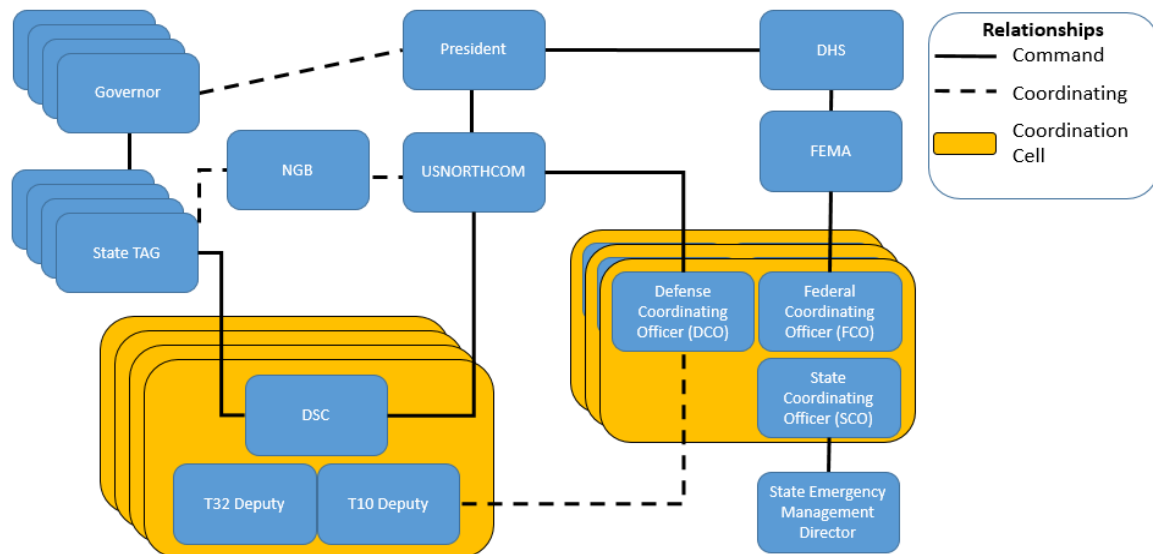 Governor
President
DHS
Relationships
Command
Coordinating
Coordination
Cell
NGB
USNORTHCOM
FEMA
State TAG
Defense
Coordinating
Officer (DCO)
Federal
Coordinating
Officer (FCO)
State
Coordinating
Officer (SCO)
DSC
T32 Deputy
T10 Deputy
State Emergency
Management
Director